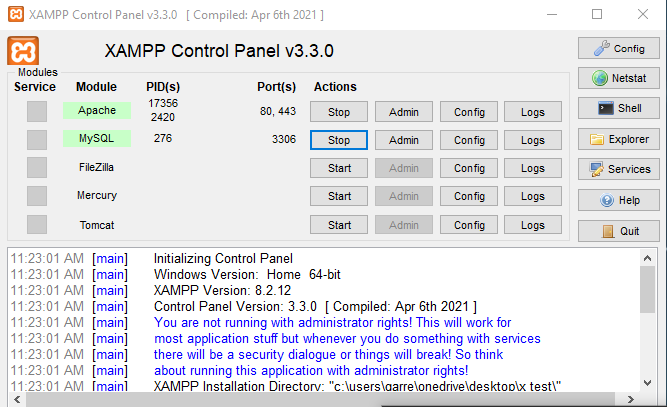 XAMPP Control Panel v3.3.0 [ Compiled: Apr 6th 2021 ]
XAMPP Control Panel v3.3.0
Config
Modules
Service Module PID(s) Port(s) Actions
Netstat
Apache 17356 2420 80, 443 Stop Admin Config Logs
Shell
MySQL 276 3306 Stop Admin Config Logs
Explorer
FileZilla Start Admin Config Logs
Services
Mercury Start Admin Config Logs
Help
Tomcat Start Admin Config Logs
Quit
11:23:01 AM [main] Initializing Control Panel
11:23:01 AM [main] Windows Version: Home 64-bit
11:23:01 AM [main] XAMPP Version: 8.2.12
11:23:01 AM [main] Control Panel Version: 3.3.0 [ Compiled: Apr 6th 2021 ]
11:23:01 AM [main] You are not running with administrator rights! This will work for
11:23:01 AM [main] most application stuff but whenever you do something with services
11:23:01 AM [main] there will be a security dialogue or things will break! So think
11:23:01 AM [main] about running this application with administrator rights!
11:23:01 AM [main] XAMPP Installation Directory: "c:\users\qarre\onedrive\desktop\x test\"